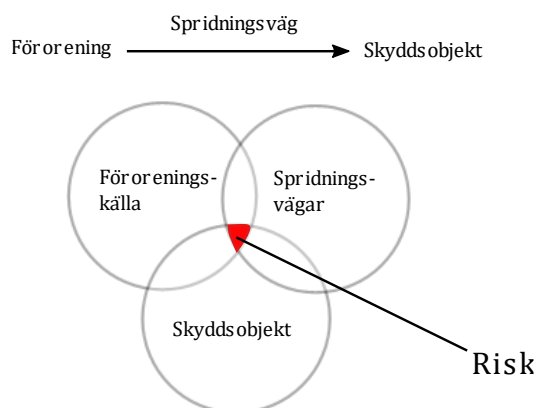 Spridningsväg
Förorening
Skyddsobjekt
Förorenings-
källa
Spridnings-
vägar
Skyddsobjekt
Risk